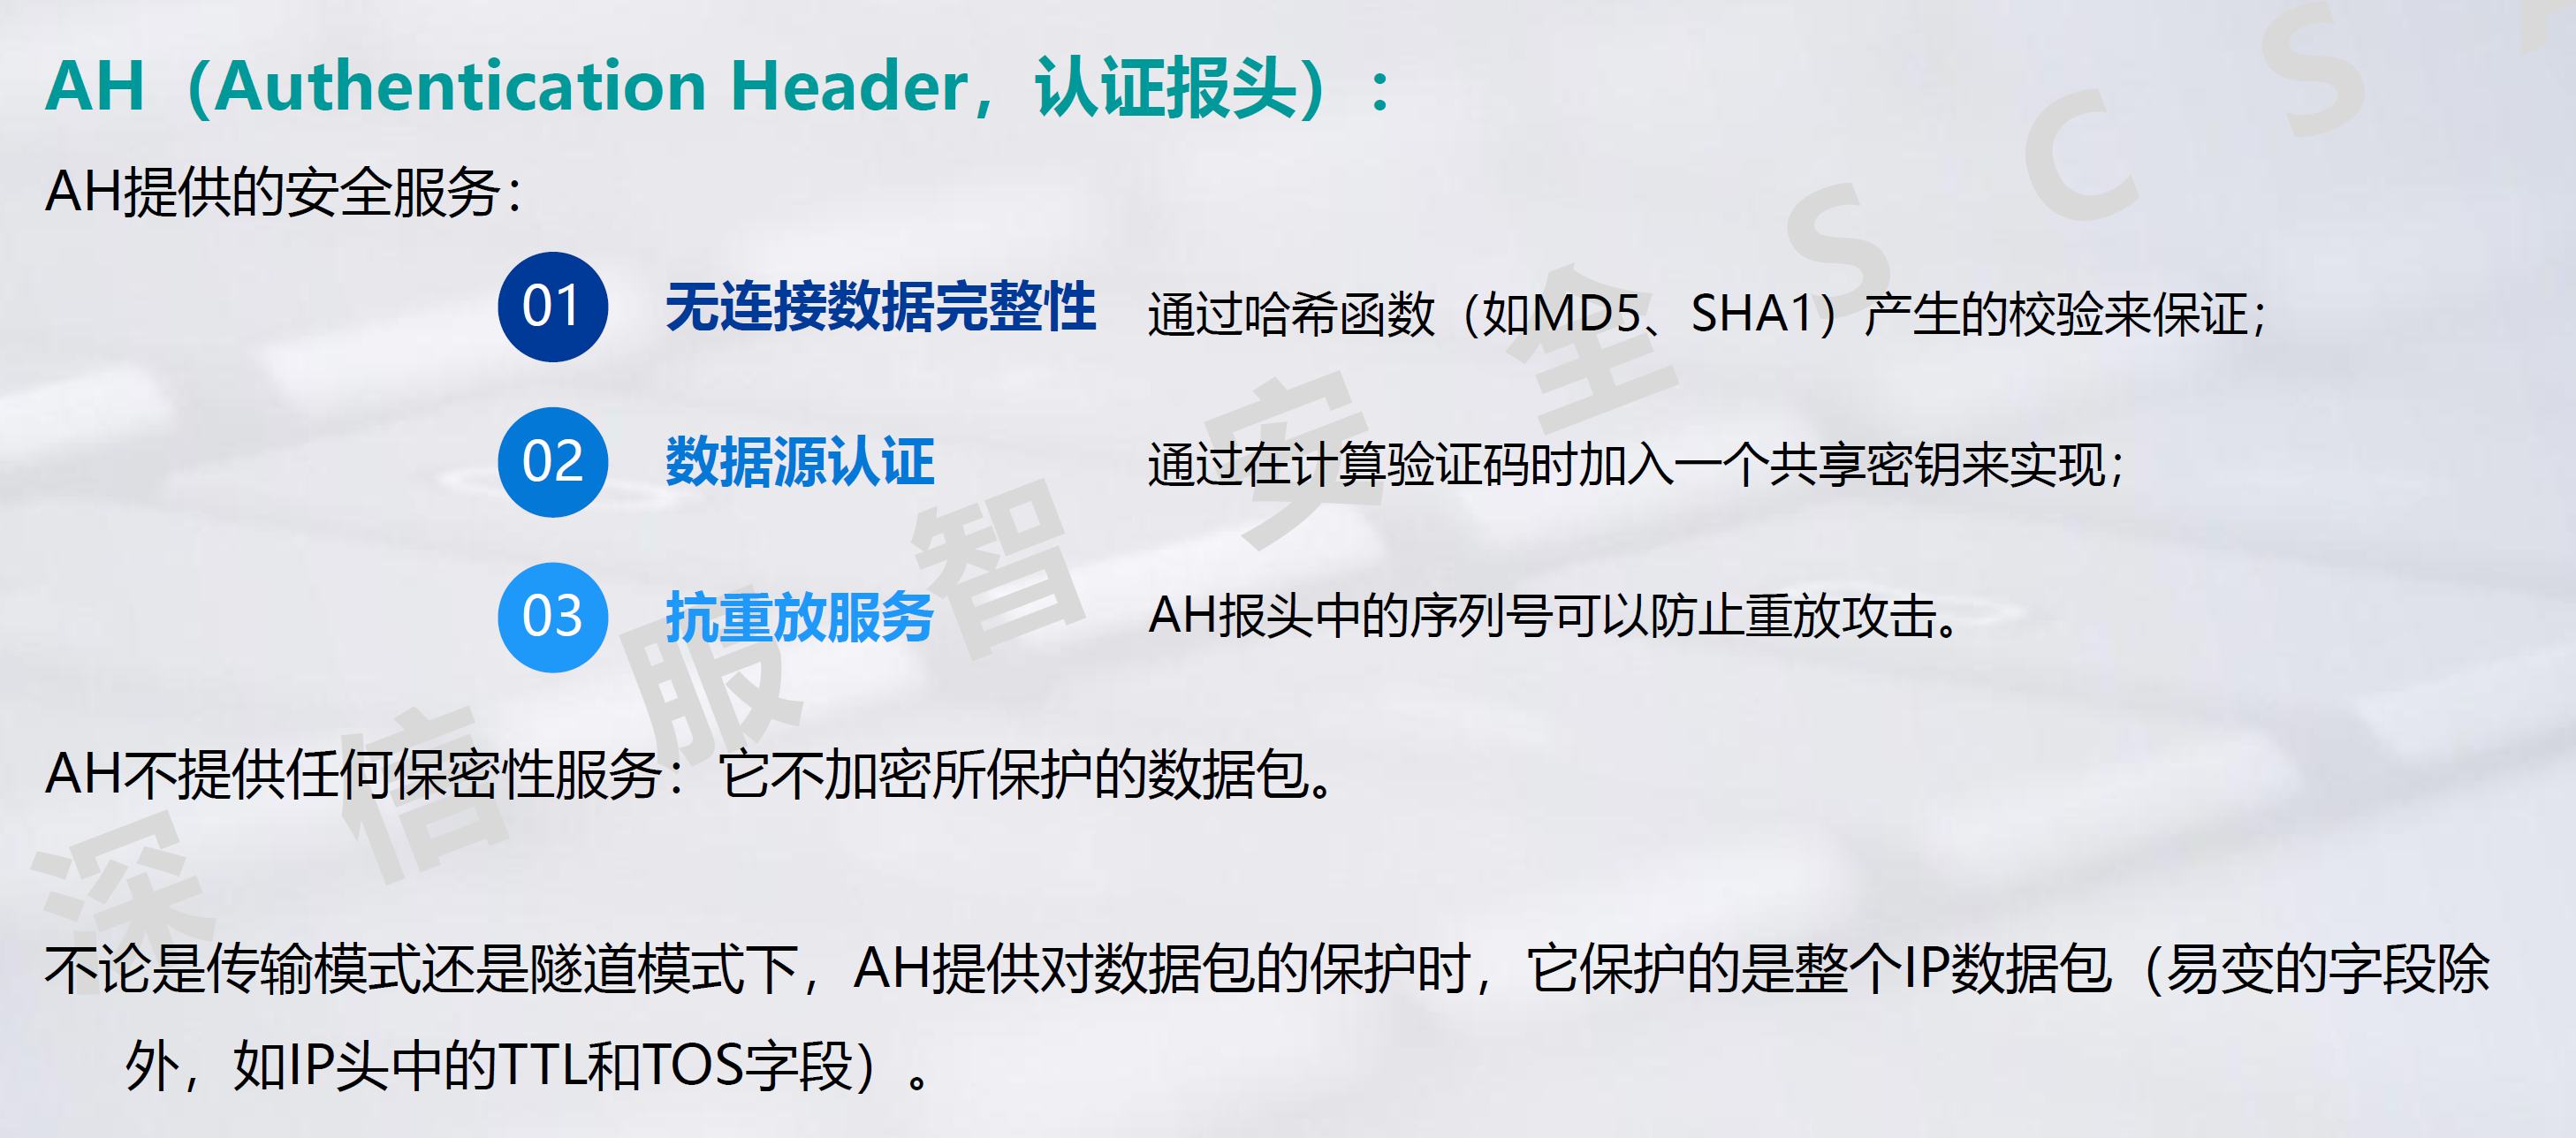 AH（Authentication Header，认证报头）：
AH提供的安全服务：
01 无连接数据完整性 通过哈希函数（如MD5、SHA1）产生的校验来保证；
02 数据源认证 通过在计算验证码时加入一个共享密钥来实现；
03 抗重放服务 AH报头中的序列号可以防止重放攻击。
AH不提供任何保密性服务：它不加密所保护的数据包。
不论是传输模式还是隧道模式下，AH提供对数据包的保护时，它保护的是整个IP数据包（易变的字段除
外，如IP头中的TTL和TOS字段）。
深信服智安全SCS